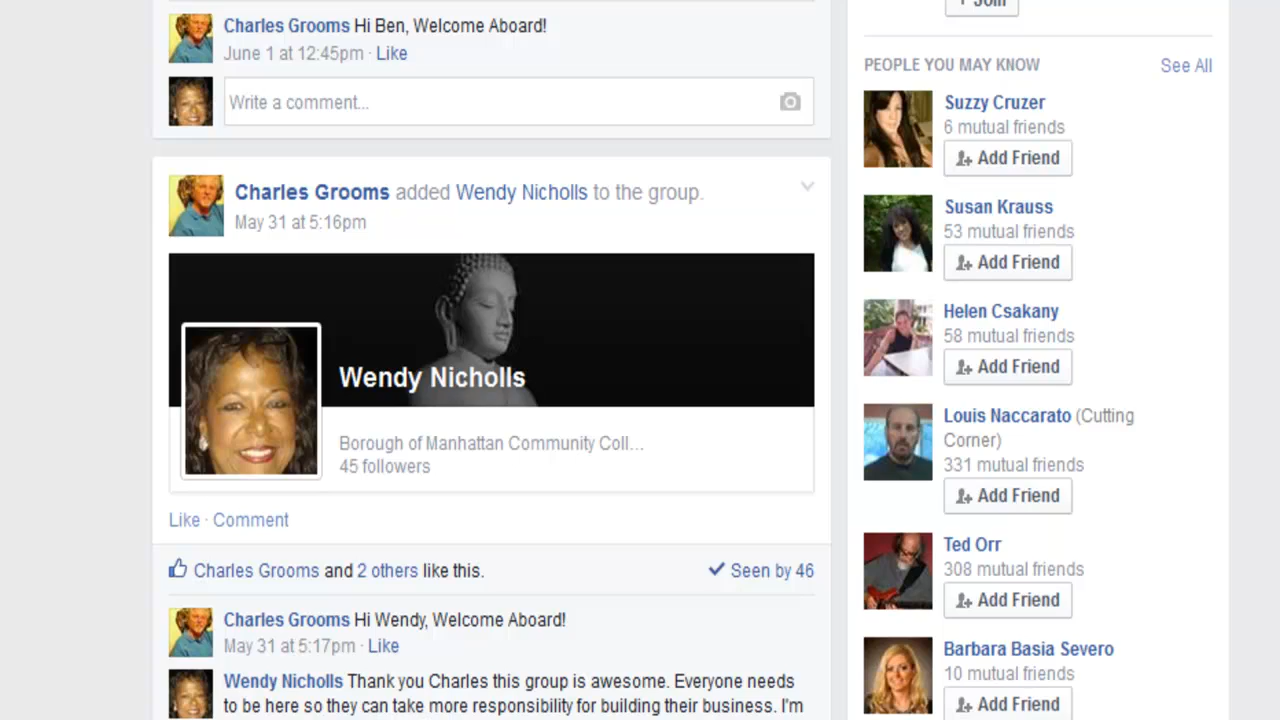 Charles Grooms Hi Ben, Welcome Aboard!
June 1 at 12:45pm · Like
Write a comment...
Charles Grooms added Wendy Nicholls to the group.
May 31 at 5:16pm
Wendy Nicholls
Borough of Manhattan Community Coll...
45 followers
Like · Comment
Charles Grooms and 2 others like this.
Seen by 46
Charles Grooms Hi Wendy, Welcome Aboard!
May 31 at 5:17pm · Like
Wendy Nicholls Thank you Charles this group is awesome. Everyone needs
to be here so they can take more responsibility for building their business. I'm
+ Join
PEOPLE YOU MAY KNOW
See All
Suzzy Cruzer
6 mutual friends
Add Friend
Susan Krauss
53 mutual friends
Add Friend
Helen Csakany
58 mutual friends
Add Friend
Louis Naccarato (Cutting
Corner)
331 mutual friends
Add Friend
Ted Orr
308 mutual friends
Add Friend
Barbara Basia Severo
10 mutual friends
Add Friend